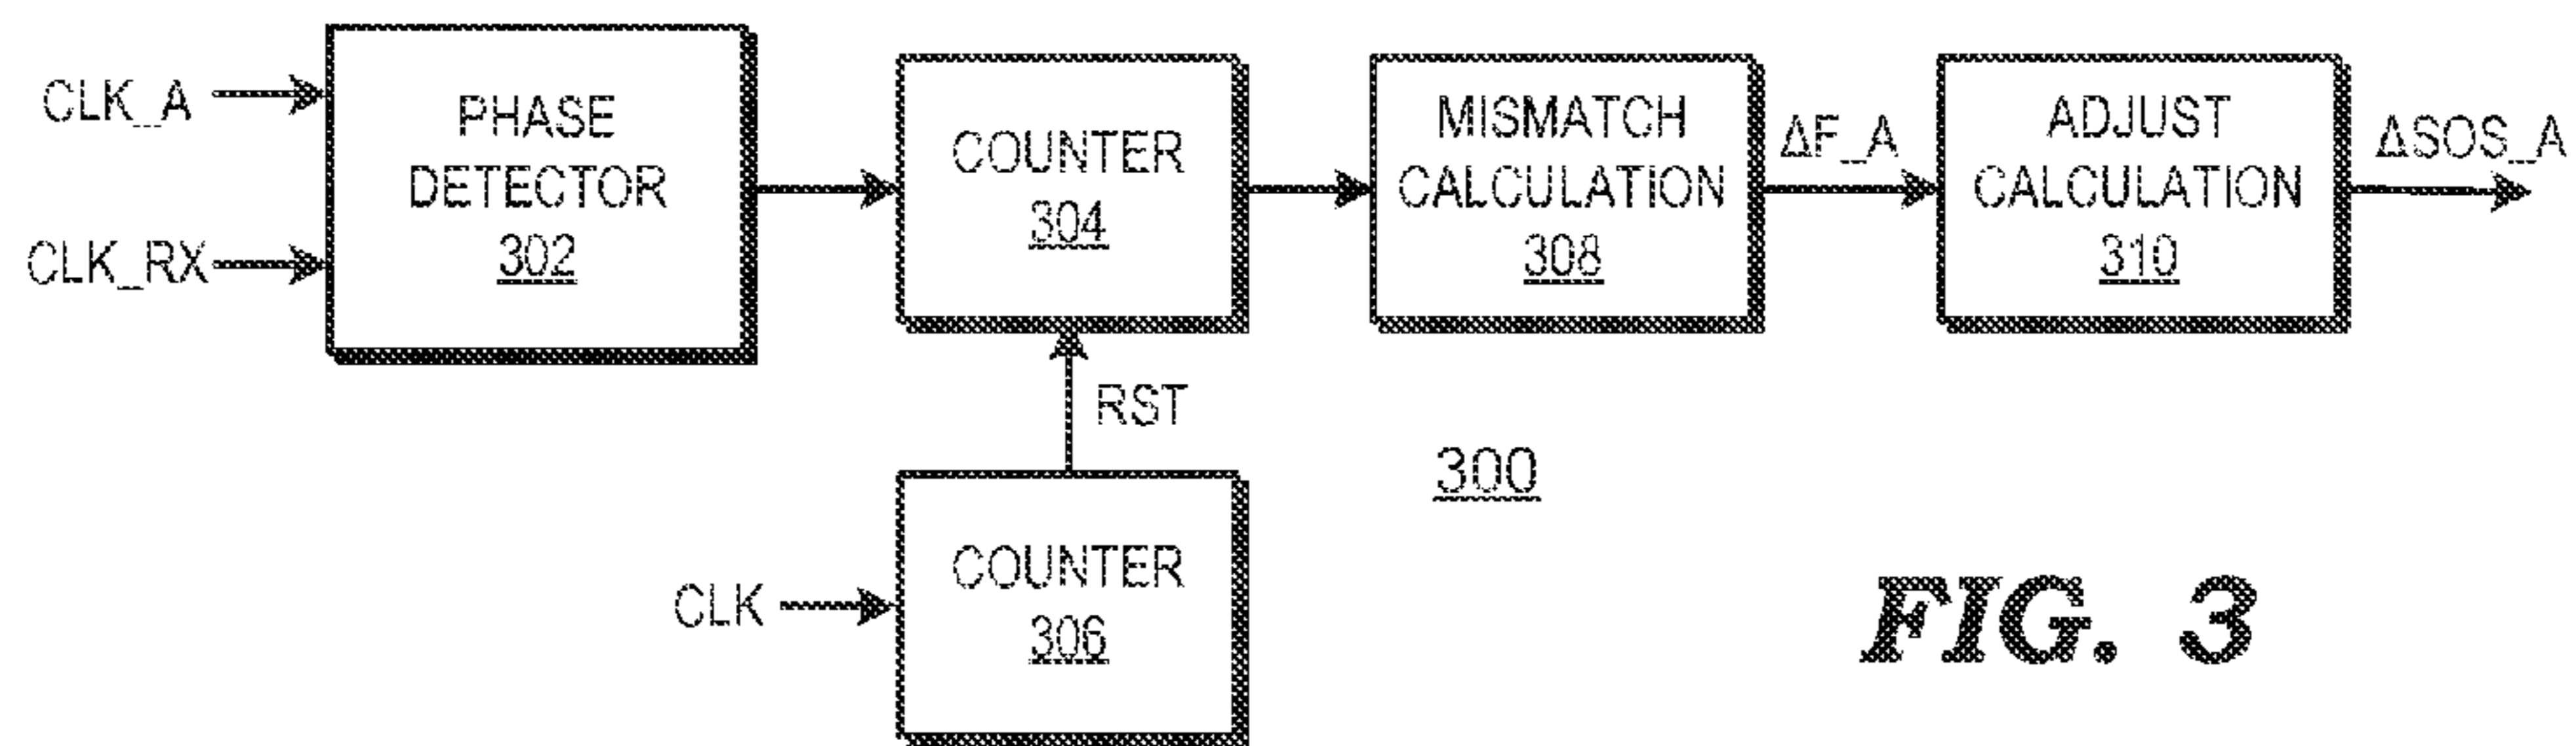 CLK_A
CLK_RX
PHASE
DETECTOR
302
COUNTER
304
MISMATCH
CALCULATION
308
ΔF_A
ADJUST
CALCULATION
310
ΔSOS_A
RST
CLK
COUNTER
306
300
FIG. 3